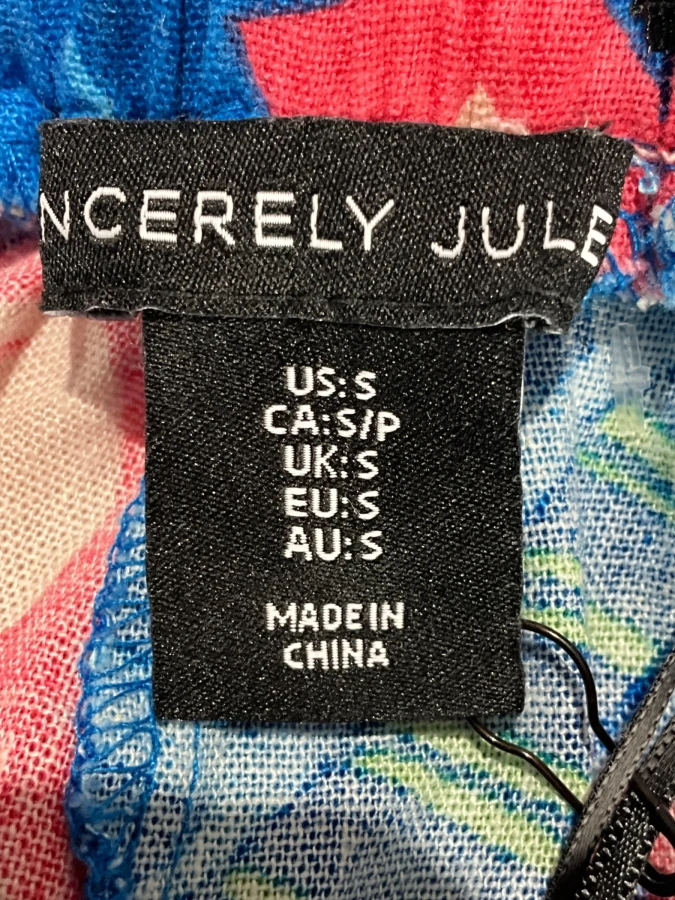 NCERELY JULE
US: S
CA: S/P
UK: S
EU: S
AU: S
MADE IN
CHINA